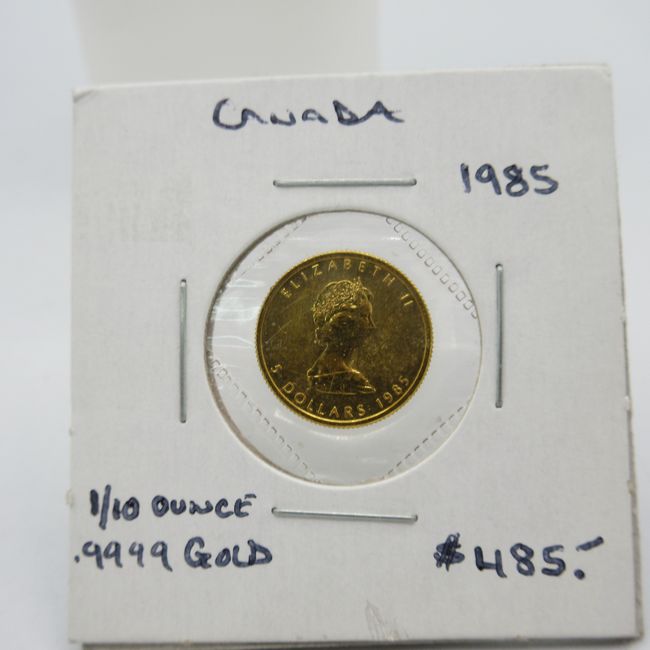 CANADA
1985
ELIZABETH II
5 DOLLARS 1985
1/10 OUNCE
.9999 GOLD
$485.-